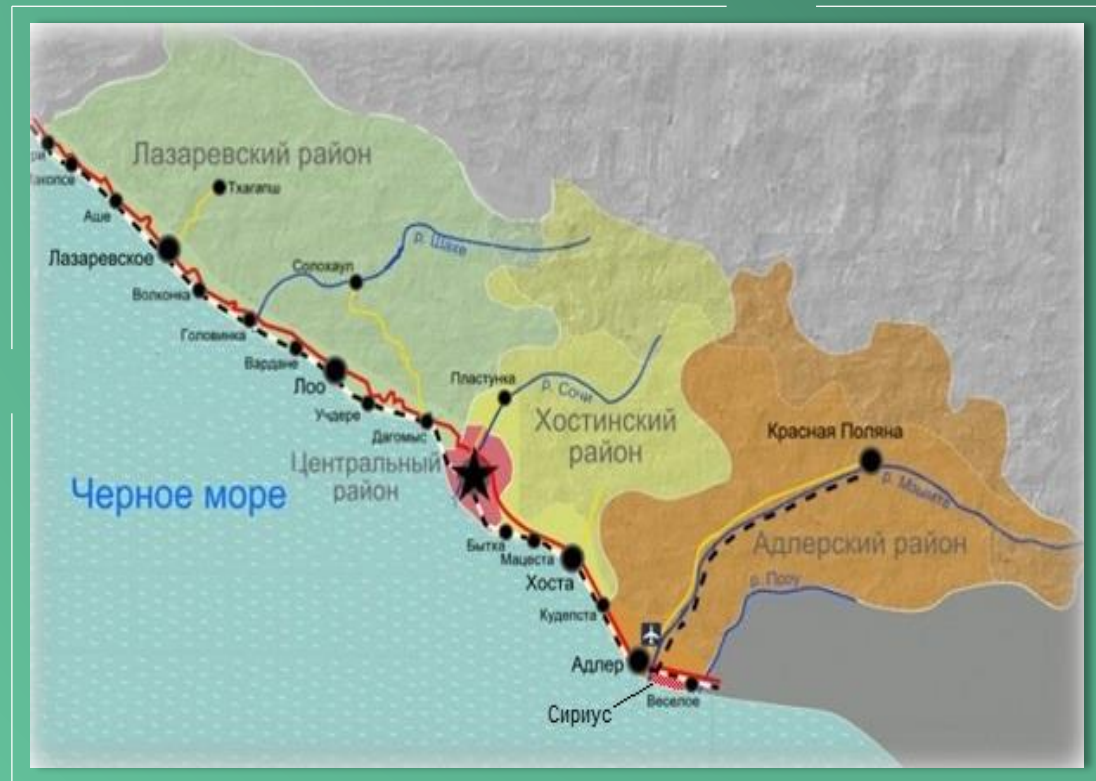 Лазаревский район
Тхагапш
Аше
Лазаревское
р. Шахе
Солохаул
Волконка
Головинка
Вардане
Лоо
Пластунка
р. Сочи
Учдере
Дагомыс
Хостинский
район
Красная Поляна
Центральный
район
р. Мзымта
Черное море
Бытха
Мацеста
Хоста
Адлерский район
р. Псоу
Кудепста
Адлер
Веселое
Сириус